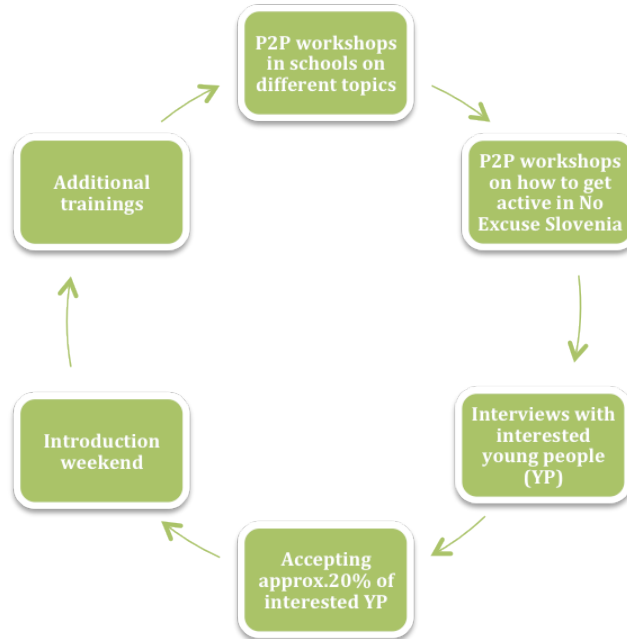 P2P workshops
in schools on
different topics
P2P workshops
on how to get
active in No
Excuse Slovenia
Interviews with
interested
young people
(YP)
Accepting
approx.20% of
interested YP
Introduction
weekend
Additional
trainings